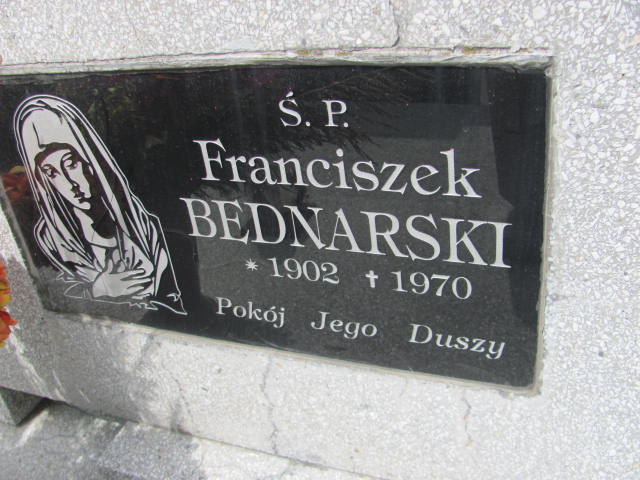 Ś. P.
Franciszek
BEDNARSKI
* 1902 ✝ 1970
Pokój Jego Duszy